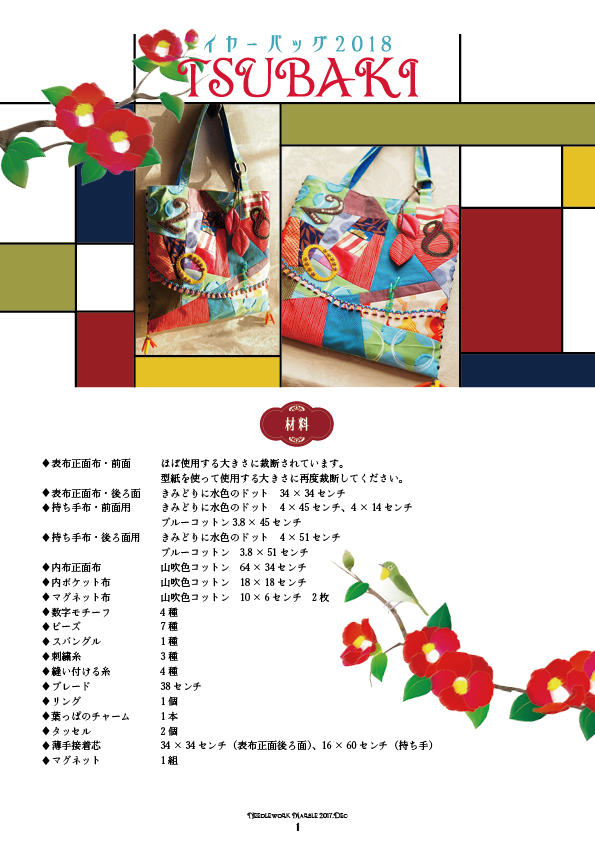 イヤーバッグ2018
TSUBAKI
材料
◆表布正面布・前面 ほぼ使用する大きさに裁断されています。
型紙を使って使用する大きさに再度裁断してください。
◆表布正面布・後ろ面 きみどりに水色のドット 34 × 34 センチ
◆持ち手布・前面用 きみどりに水色のドット 4 × 45 センチ、4 × 14 センチ
ブルーコットン 3.8 × 45 センチ
◆持ち手布・後ろ面用 きみどりに水色のドット 4 × 51 センチ
ブルーコットン 3.8 × 51 センチ
◆内布正面布 山吹色コットン 64 × 34 センチ
◆内ポケット布 山吹色コットン 18 × 18 センチ
◆マグネット布 山吹色コットン 10 × 6 センチ 2 枚
◆数字モチーフ 4 種
◆ビーズ 7 種
◆スパングル 1 種
◆刺繍糸 3 種
◆縫い付ける糸 4 種
◆ブレード 38 センチ
◆リング 1 個
◆葉っぱのチャーム 1 本
◆タッセル 2 個
◆薄手接着芯 34 × 34 センチ（表布正面後ろ面）、16 × 60 センチ（持ち手）
◆マグネット 1 組
Needlework Marble 2017.Dec
1